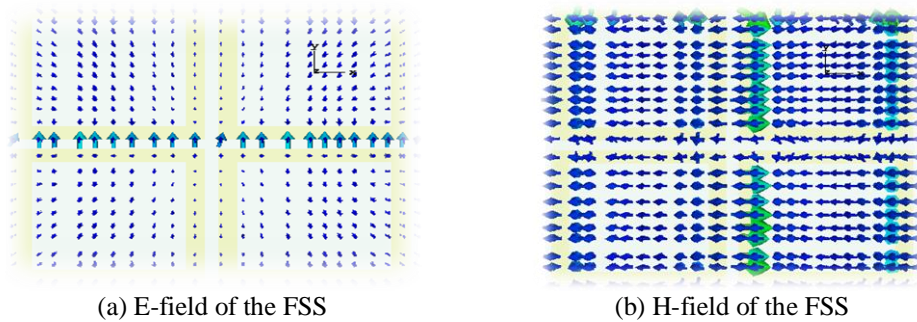 Y
x
Y
x
(a) E-field of the FSS
(b) H-field of the FSS